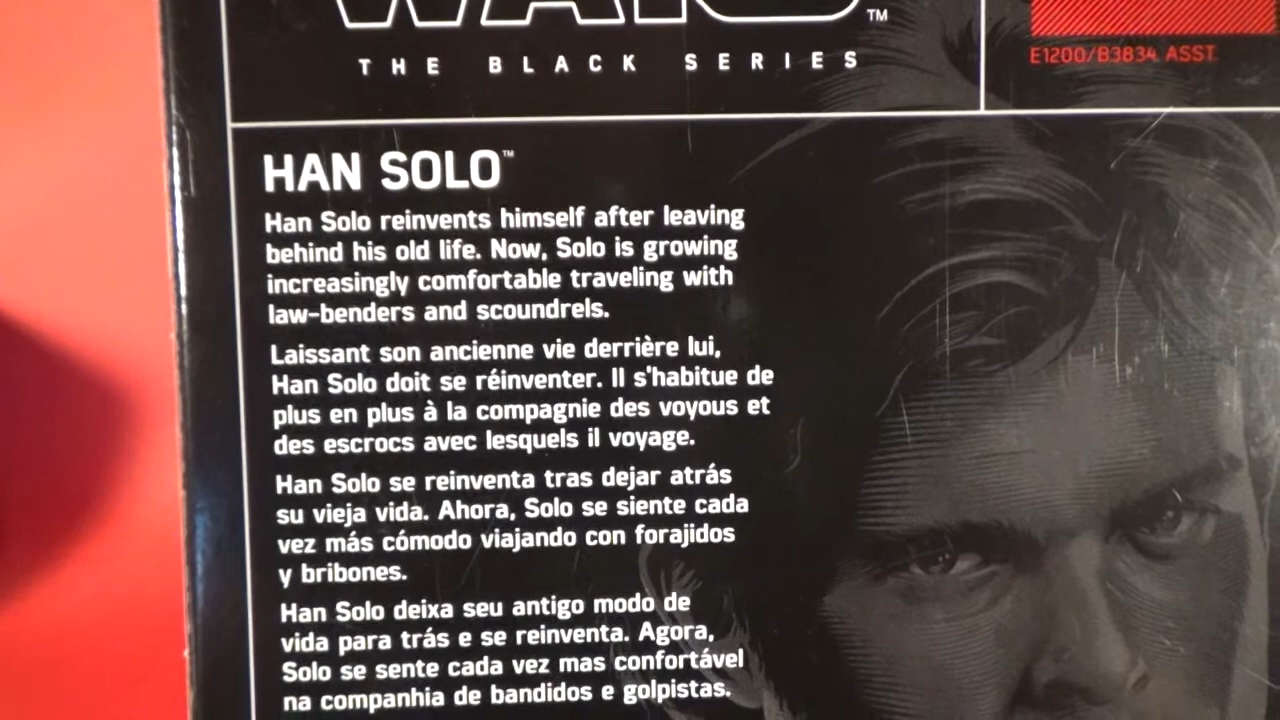 WARS™
THE BLACK SERIES
E1200/B3834 ASST.
HAN SOLO™
Han Solo reinvents himself after leaving
behind his old life. Now, Solo is growing
increasingly comfortable traveling with
law-benders and scoundrels.
Laissant son ancienne vie derrière lui,
Han Solo doit se réinventer. Il s'habitue de
plus en plus à la compagnie des voyous et
des escrocs avec lesquels il voyage.
Han Solo se reinventa tras dejar atrás
su vieja vida. Ahora, Solo se siente cada
vez más cómodo viajando con forajidos
y bribones.
Han Solo deixa seu antigo modo de
vida para trás e se reinventa. Agora,
Solo se sente cada vez mas confortável
na companhia de bandidos e golpistas.